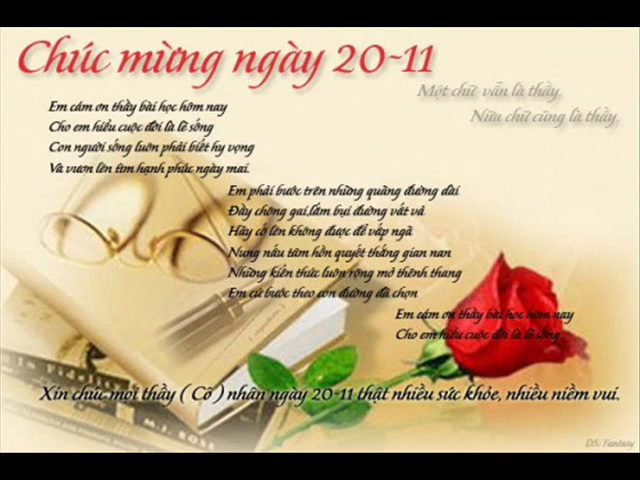 Chúc mừng ngày 20-11
Một chữ vẫn là thầy.
Nữa chữ cũng là thầy.
Em cám ơn thầy bài học hôm nay
Cho em hiểu cuộc đời là lẽ sống
Con người sống luôn phải biết hy vọng
Và vươn lên tìm hạnh phúc ngày mai.
Em phải bước trên những quãng đường dài
Đầy chông gai,lắm bụi đường vất vả
Hãy cố lên không được để vấp ngã
Nung nấu tâm hồn quyết thắng gian nan
Những kiến thức luôn rộng mở thênh thang
Em cứ bước theo con đường đã chọn
Em cám ơn thầy bài học hôm nay
Cho em hiểu cuộc đời là lẽ sống
Xin chúc mọi thầy ( Cô ) nhân ngày 20-11 thật nhiều sức khỏe, nhiều niềm vui.
M.J. ROSE
DS: Fantasy